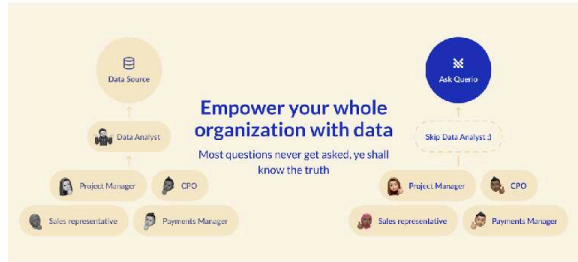 Data Source
Data Analyst
Project Manager
CPO
Sales representative
Payments Manager
Empower your whole
organization with data
Most questions never get asked, ye shall
know the truth
Ask Querio
Skip Data Analyst :)
Project Manager
CPO
Sales representative
Payments Manager